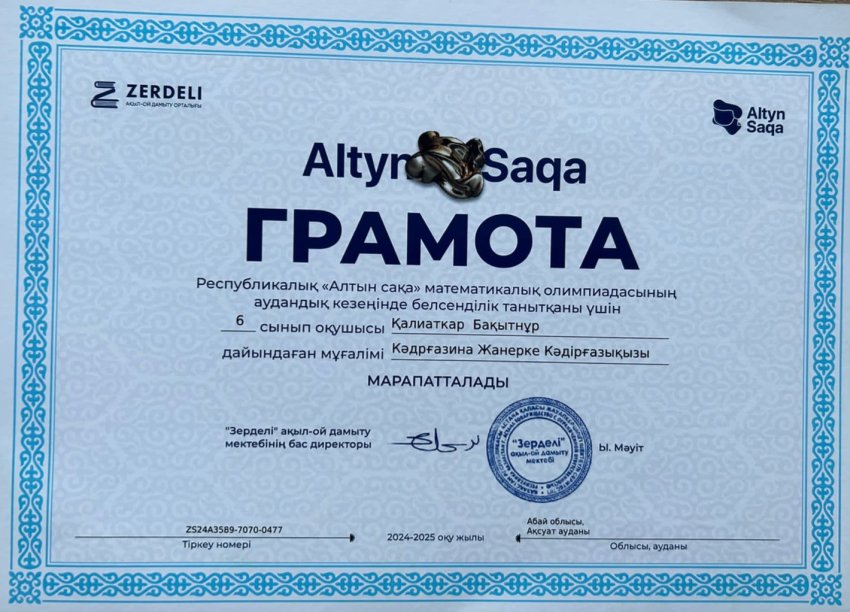 ZERDELI
АҚЫЛ-ОЙ ДАМЫТУ ОРТАЛЫҒЫ
Altyn
Saqa
Altyn Saqa
ГРАМОТА
Республикалық «Алтын сақа» математикалық олимпиадасының
аудандық кезеңінде белсенділік танытқаны үшін
6 сынып оқушысы Қалиаткар Бақытнұр
дайындаған мұғалімі Кәдрғазина Жанерке Кәдірғазықызы
МАРАПАТТАЛАДЫ
"Зерделі" ақыл-ой дамыту
мектебінің бас директоры
"Зерделі"
ақыл-ой дамыту
мектебі
Ы. Мәуіт
ZS24A3589-7070-0477
Тіркеу номері
2024-2025 оқу жылы
Абай облысы,
Ақсуат ауданы
Облысы, ауданы